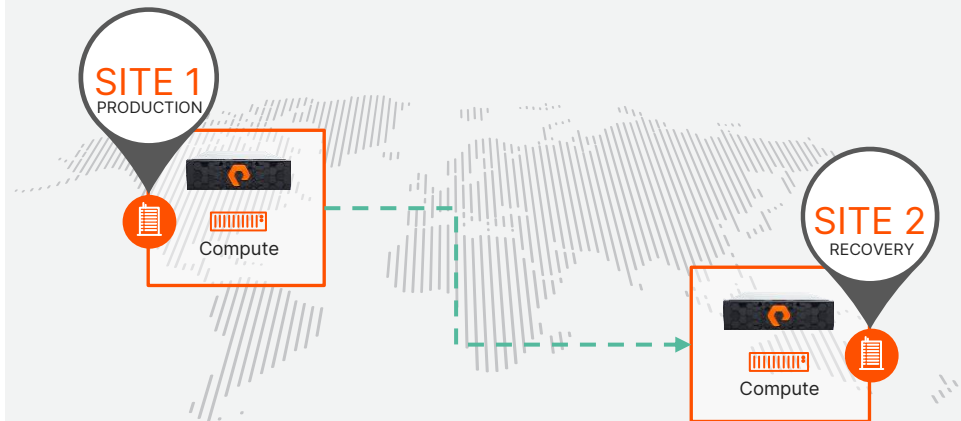 SITE 1
PRODUCTION
Compute
SITE 2
RECOVERY
Compute